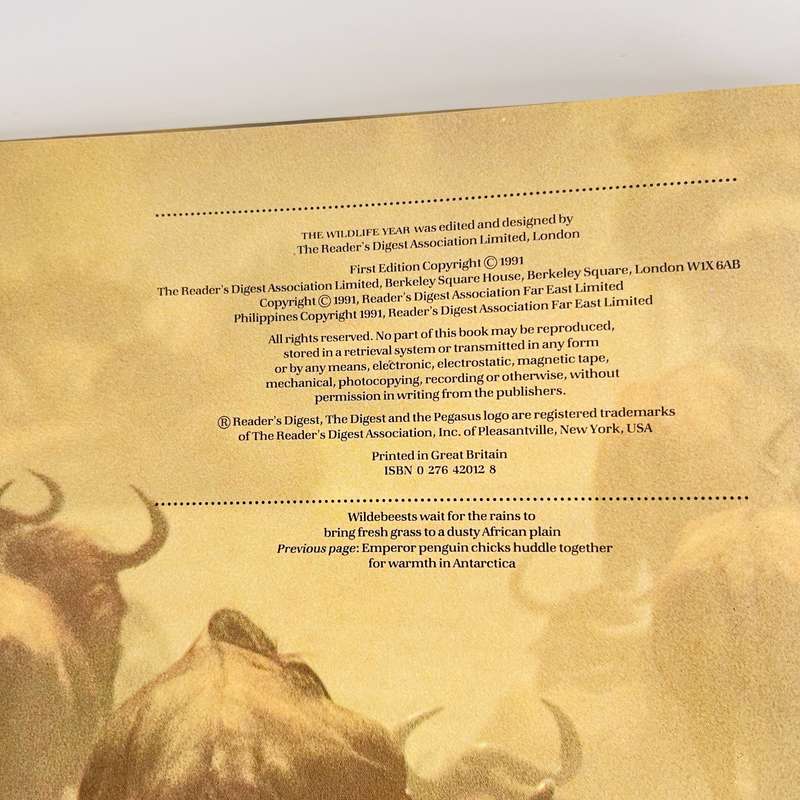 THE WILDLIFE YEAR was edited and designed by
The Reader's Digest Association Limited, London
First Edition Copyright © 1991
The Reader's Digest Association Limited, Berkeley Square House, Berkeley Square, London W1X 6AB
Copyright © 1991, Reader's Digest Association Far East Limited
Philippines Copyright 1991, Reader's Digest Association Far East Limited
All rights reserved. No part of this book may be reproduced,
stored in a retrieval system or transmitted in any form
or by any means, electronic, electrostatic, magnetic tape,
mechanical, photocopying, recording or otherwise, without
permission in writing from the publishers.
® Reader's Digest, The Digest and the Pegasus logo are registered trademarks
of The Reader's Digest Association, Inc. of Pleasantville, New York, USA
Printed in Great Britain
ISBN 0 276 42012 8
Wildebeests wait for the rains to
bring fresh grass to a dusty African plain
Previous page: Emperor penguin chicks huddle together
for warmth in Antarctica